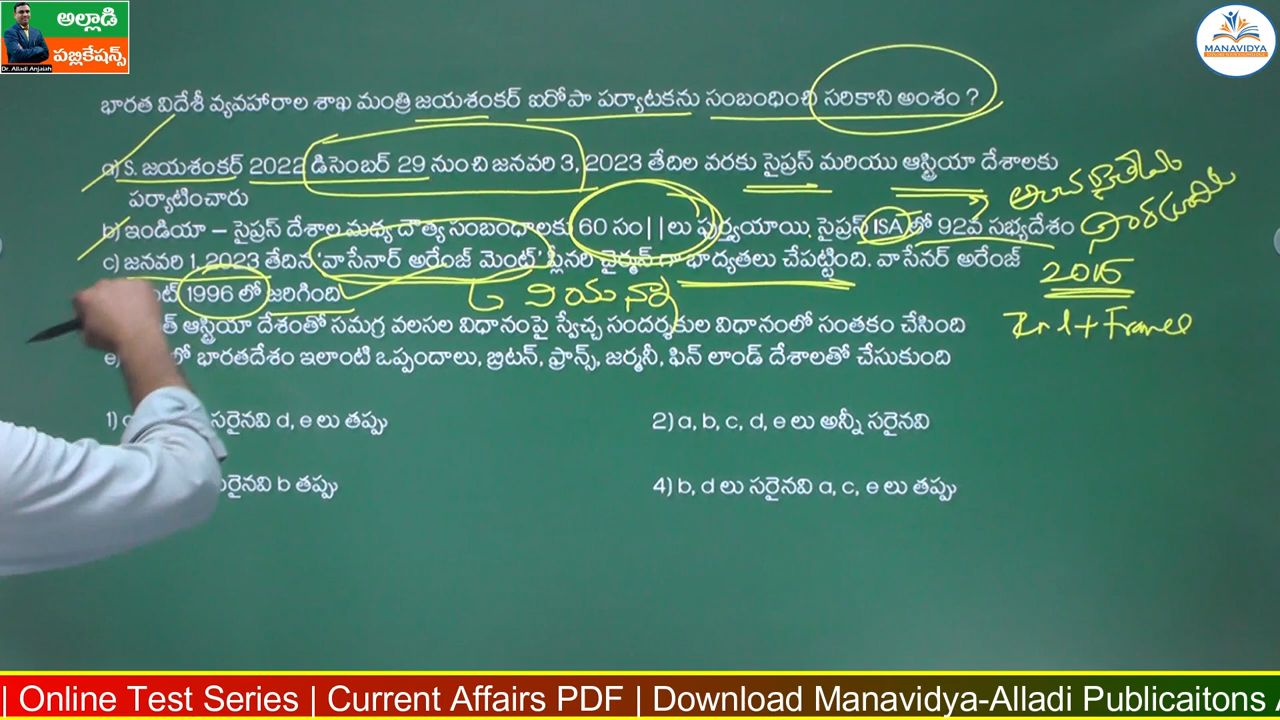 అల్లాడి
పబ్లికేషన్స్
Dr. Alladi Anjaiah
MANAVIDYA
భారత విదేశీ వ్యవహారాల శాఖ మంత్రి జయశంకర్ ఐరోపా పర్యాటకను సంబంధించి సరికాని అంశం ?
a) S. జయశంకర్ 2022 డిసెంబర్ 29 నుంచి జనవరి 3, 2023 తేదిల వరకు సైప్రస్ మరియు ఆస్ట్రియా దేశాలకు
పర్యాటించారు
b) ఇండియా – సైప్రస్ దేశాల మధ్య దౌత్య సంబంధాలకు 60 సం||లు పూర్తయాయి, సైప్రస్ ISA లో 92వ సభ్యదేశం
c) జనవరి 1, 2023 తేదిన 'వాసేనార్ అరేంజ్ మెంట్' ప్లీనరీ చైర్మన్ గా భాద్యతలు చేపట్టింది. వాసేనర్ అరేంజ్
1996 లో జరిగింది
ఆస్ట్రియా దేశంతో సమగ్ర వలసల విధానంపై స్వేచ్ఛ సందర్శకుల విధానంలో సంతకం చేసింది
e) లో భారతదేశం ఇలాంటి ఒప్పందాలు, బ్రిటన్, ఫ్రాన్స్, జర్మనీ, ఫిన్ లాండ్ దేశాలతో చేసుకుంది
2015
వియన్నా
France
1) సరైనవి d, e లు తప్పు
2) a, b, c, d, e లు అన్నీ సరైనవి
b తప్పు
4) b, d లు సరైనవి a, c, e లు తప్పు
| Online Test Series | Current Affairs PDF | Download Manavidya-Alladi Publicaitons